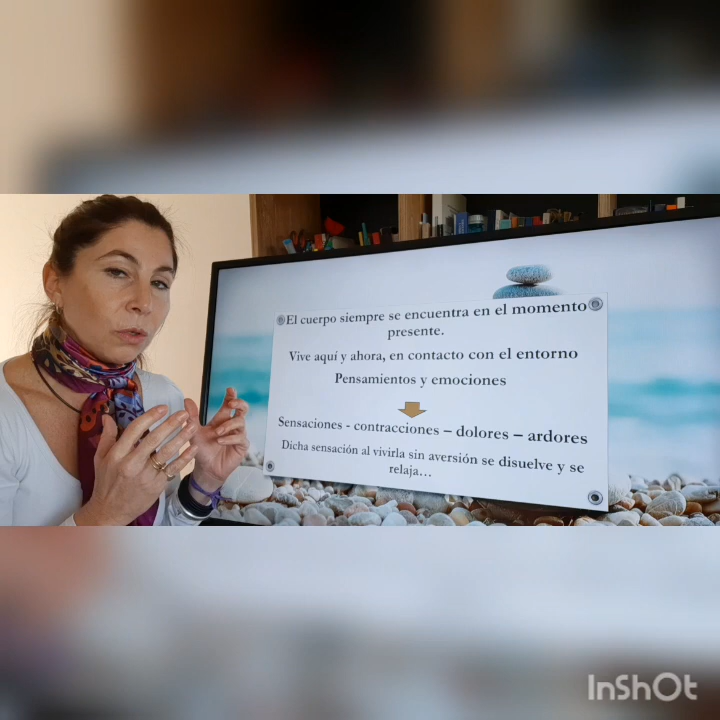 El cuerpo siempre se encuentra en el momento
presente.
Vive aquí y ahora, en contacto con el entorno
Pensamientos y emociones
Sensaciones - contracciones – dolores – ardores
Dicha sensación al vivirla sin aversión se disuelve y se
relaja...
InShOt